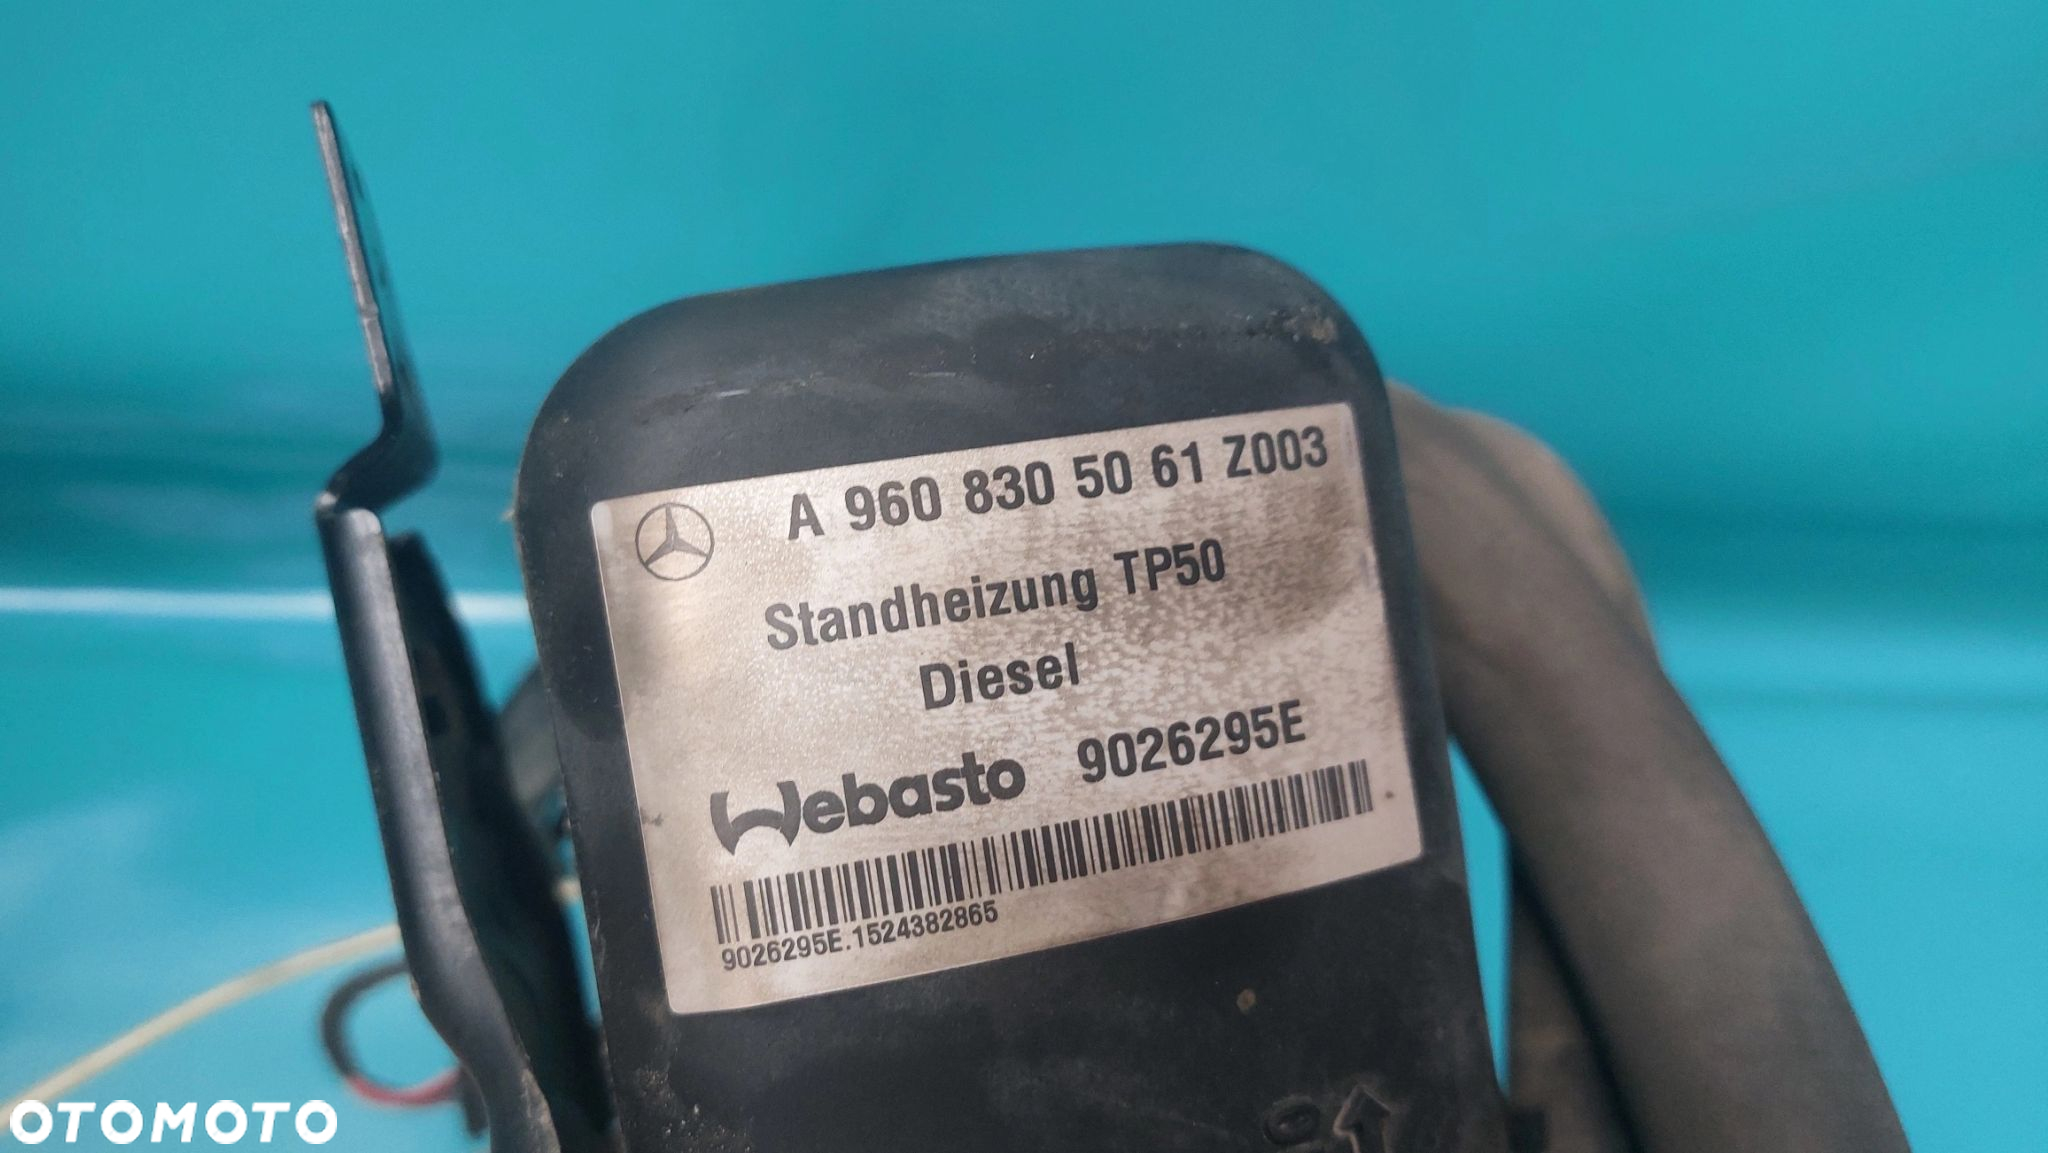 A 960 830 50 61 Z003
Standheizung TP50
Diesel
Webasto 9026295E
9026295E.1524382865
OTOMOTO